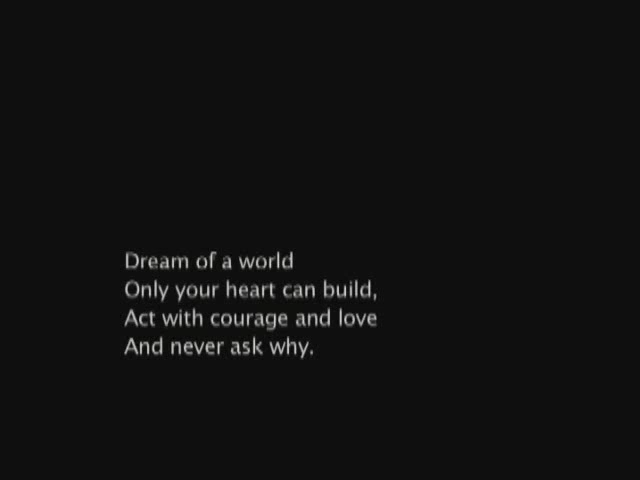 Dream of a world
Only your heart can build,
Act with courage and love
And never ask why.